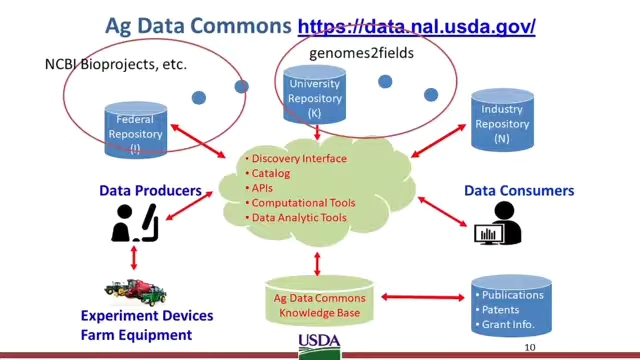 Ag Data Commons https://data.nal.usda.gov/
genomes2fields
NCBI Bioprojects, etc.
University
Repository
(K)
Federal
Repository
(I)
Industry
Repository
(N)
• Discovery Interface
• Catalog
• APIs
• Computational Tools
• Data Analytic Tools
Data Producers
Data Consumers
Experiment Devices
Farm Equipment
Ag Data Commons
Knowledge Base
• Publications
• Patents
• Grant Info.
USDA
10